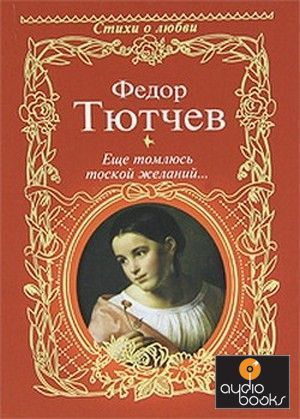 Стихи о любви
Федор
Тютчев
Еще томлюсь
тоской желаний...
audio
books